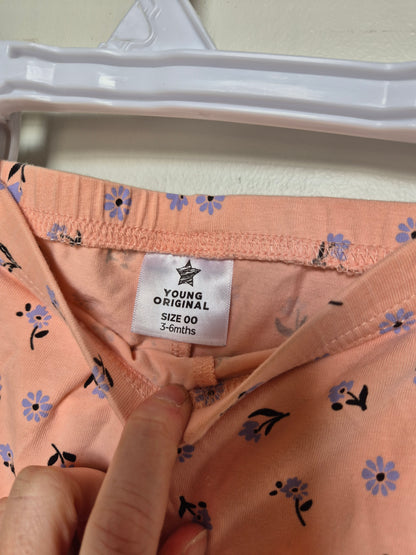 YOUNG
ORIGINAL
SIZE 00
3-6mths